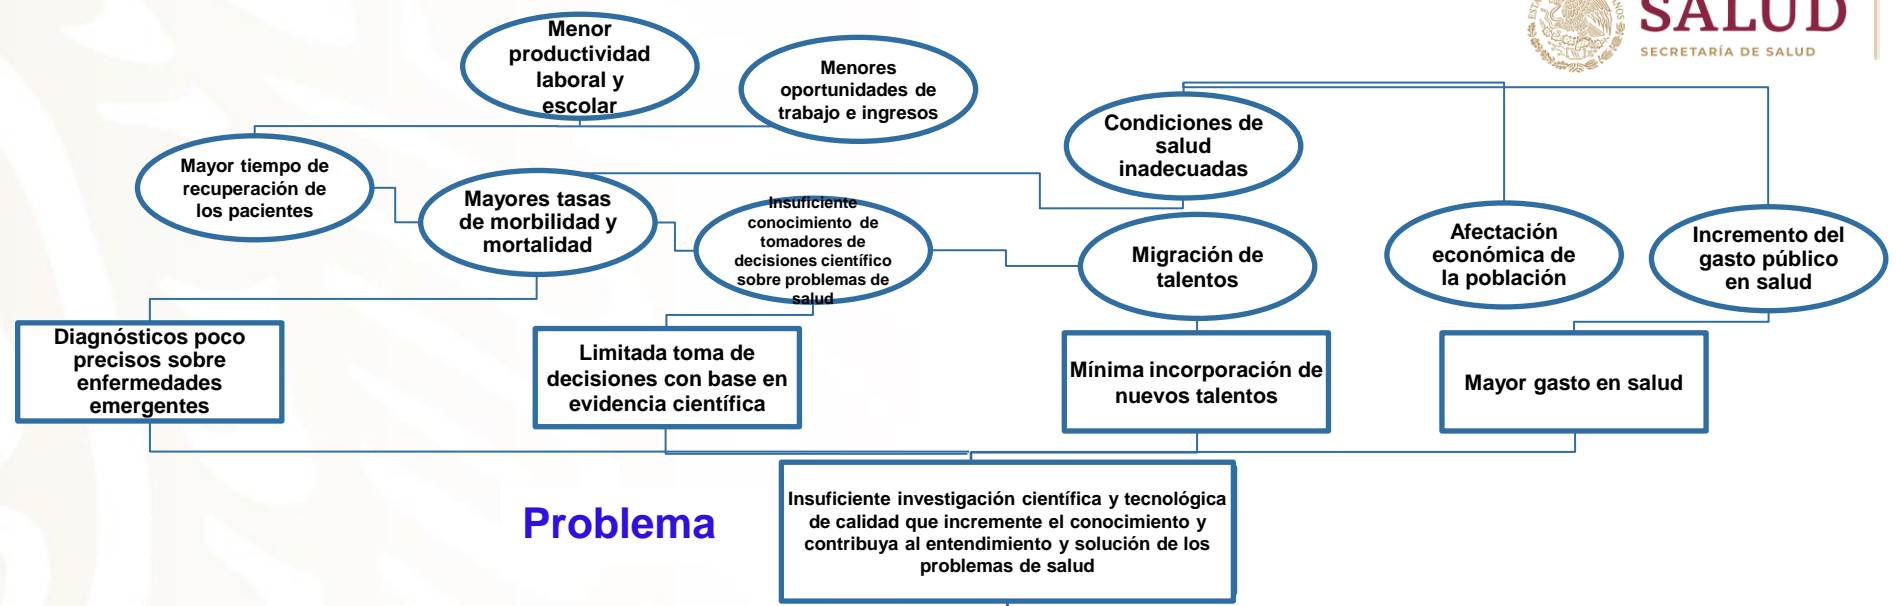 SALUD
SECRETARÍA DE SALUD
Menor
productividad
laboral y
escolar
Menores
oportunidades de
trabajo e ingresos
Condiciones de
salud
inadecuadas
Mayor tiempo de
recuperación de
los pacientes
Mayores tasas
de morbilidad y
mortalidad
Insuficiente
conocimiento de
tomadores de
decisiones científico
sobre problemas de
salud
Migración de
talentos
Afectación
económica de
la población
Incremento del
gasto público
en salud
Diagnósticos poco
precisos sobre
enfermedades
emergentes
Limitada toma de
decisiones con base en
evidencia científica
Mínima incorporación de
nuevos talentos
Mayor gasto en salud
Problema
Insuficiente investigación científica y tecnológica
de calidad que incremente el conocimiento y
contribuya al entendimiento y solución de los
problemas de salud